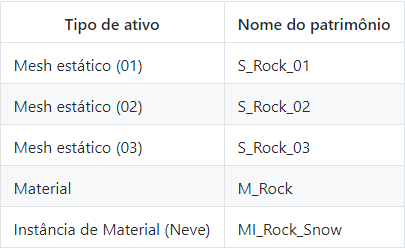 Tipo de ativo Nome do patrimônio
Mesh estático (01) S_Rock_01
Mesh estático (02) S_Rock_02
Mesh estático (03) S_Rock_03
Material M_Rock
Instância de Material (Neve) MI_Rock_Snow